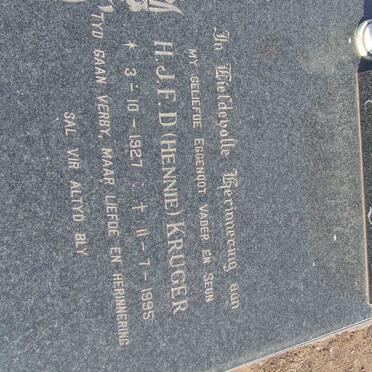 In Liefdevolle Herinnering aan
MY GELIEFDE EGGENOOT VADER EN SEUN
H.J.F.D (HENNIE) KRUGER
* 3-10-1927 : † 11-7-1995
TYD GAAN VERBY, MAAR LIEFDE EN HERINNERING
SAL VIR ALTYD BLY